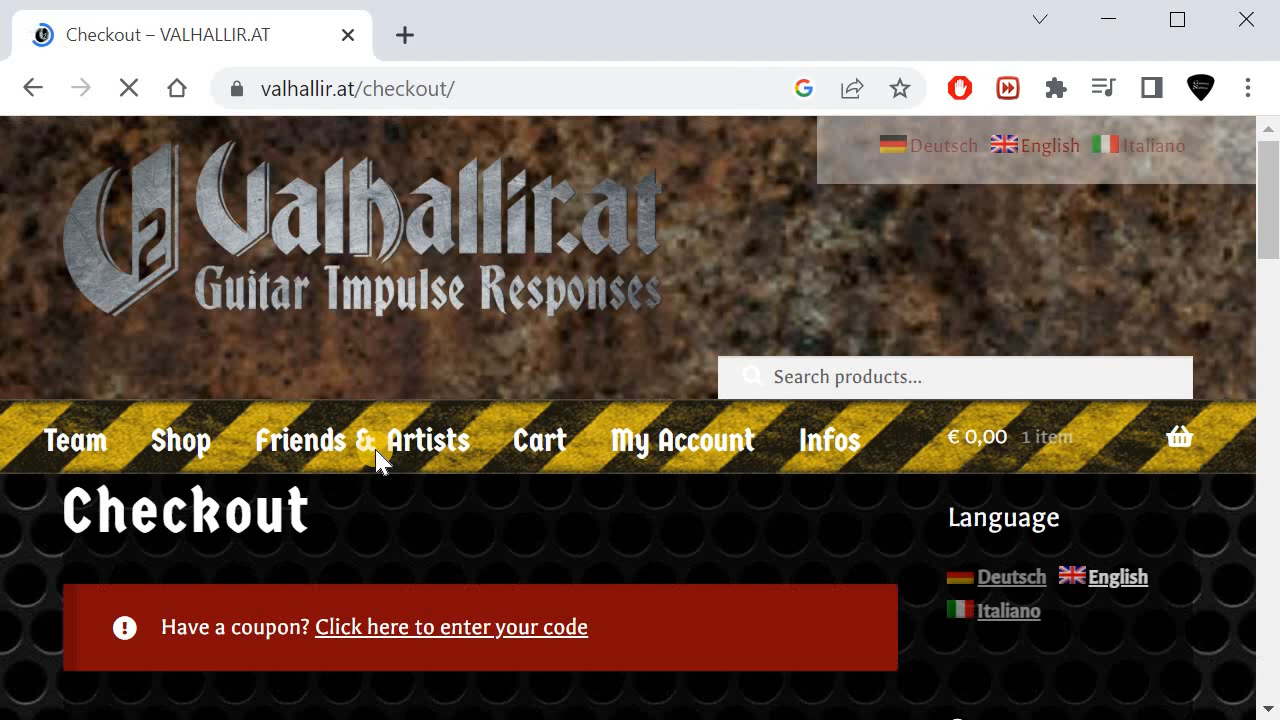 Checkout – VALHALLIR.AT
valhallir.at/checkout/
Deutsch English Italiano
Valhallir.at
Guitar Impulse Responses
Search products...
Team Shop Friends & Artists Cart My Account Infos € 0,00 1 item
Checkout
Language
Deutsch English
Italiano
Have a coupon? Click here to enter your code